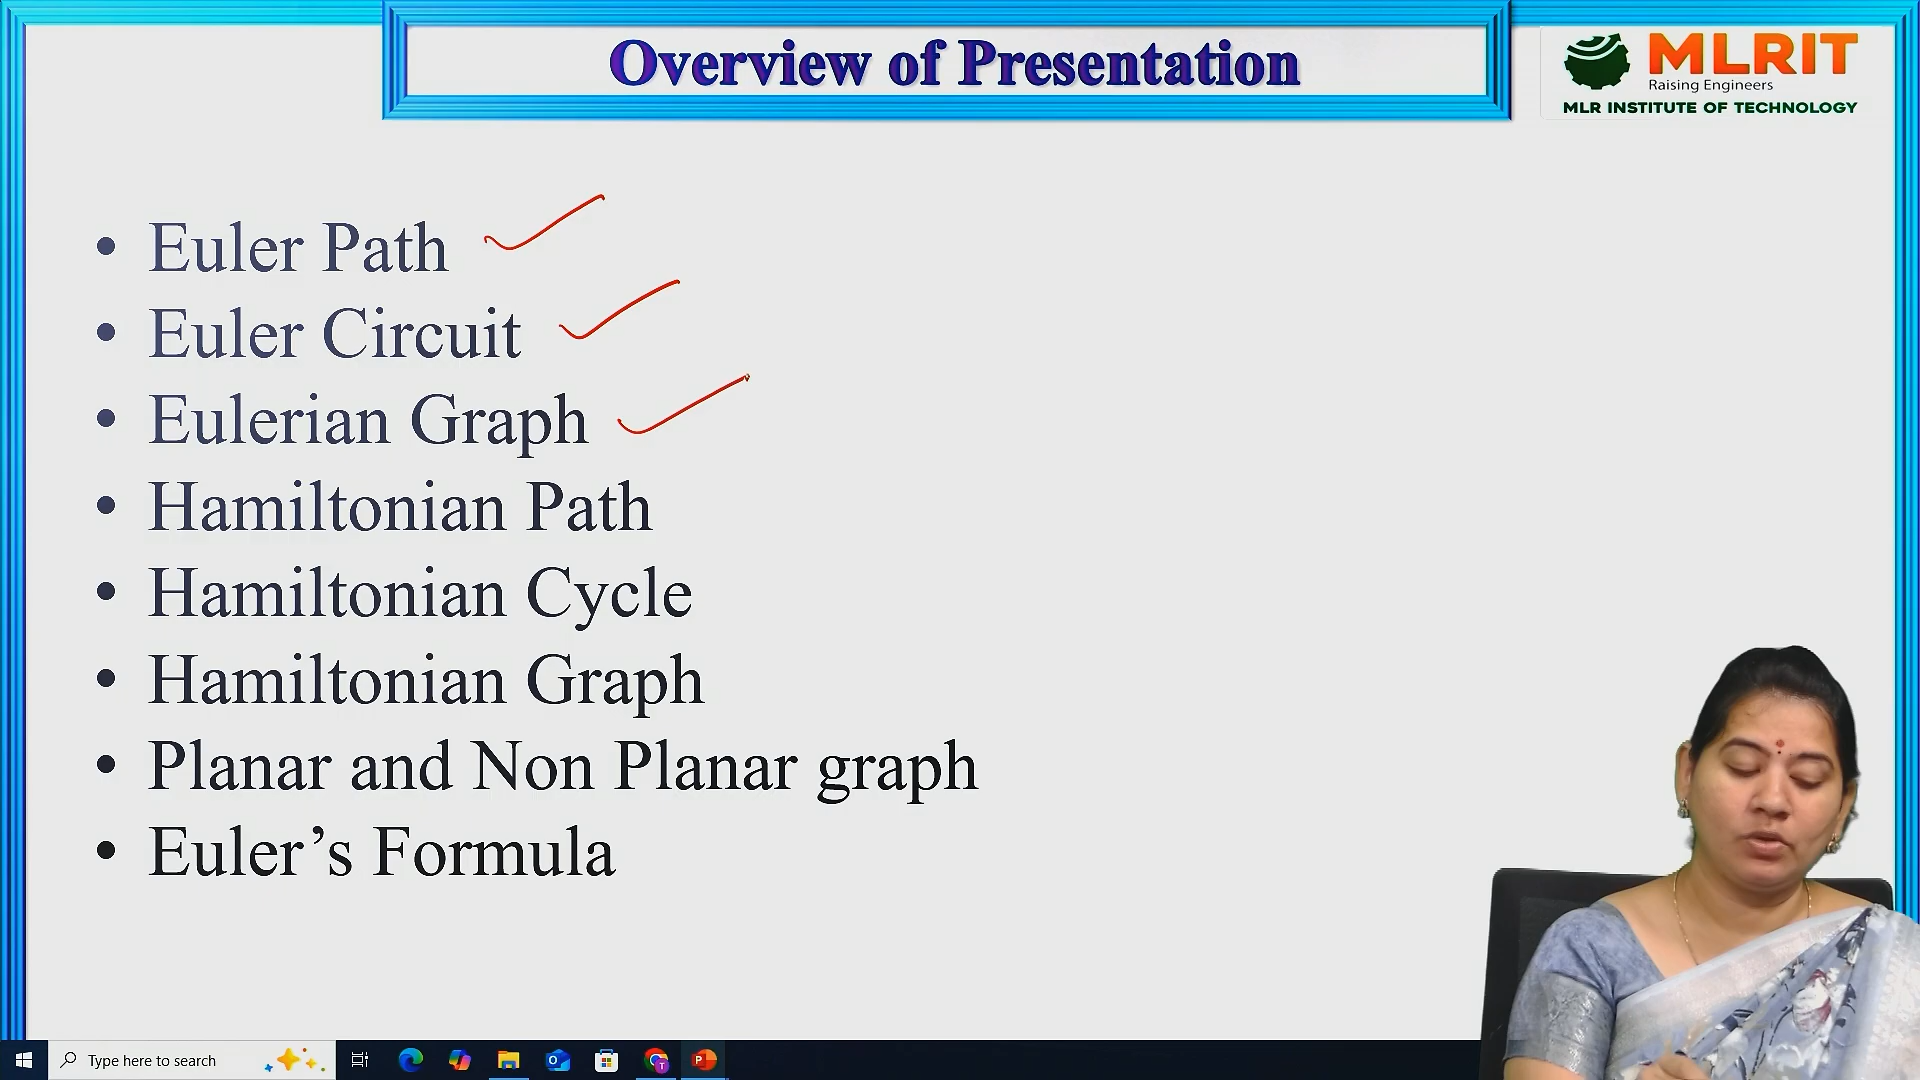 Overview of Presentation
MLRIT
Raising Engineers
MLR INSTITUTE OF TECHNOLOGY
• Euler Path
• Euler Circuit
• Eulerian Graph
• Hamiltonian Path
• Hamiltonian Cycle
• Hamiltonian Graph
• Planar and Non Planar graph
• Euler’s Formula
Type here to search